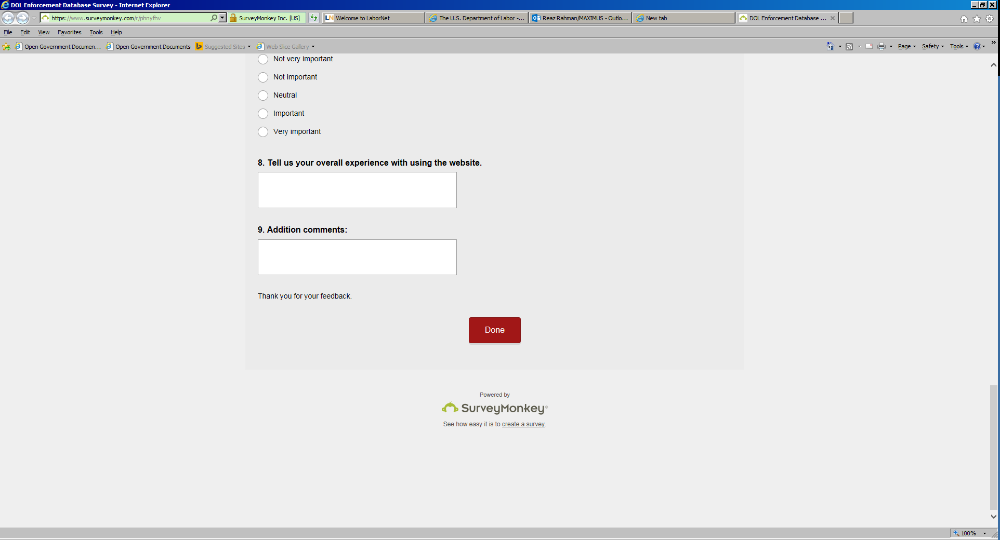 DOL Enforcement Database Survey - Internet Explorer
https://www.surveymonkey.com/r/phnyfhv
SurveyMonkey Inc. [US]
LN Welcome to LaborNet
The U.S. Department of Labor -...
Reaz Rahman/MAXIMUS - Outlo...
New tab
DOL Enforcement Database ...
File Edit View Favorites Tools Help
Open Government Documen... Open Government Documents Suggested Sites Web Slice Gallery
Page Safety Tools
Not very important
Not important
Neutral
Important
Very important
8. Tell us your overall experience with using the website.
9. Addition comments:
Thank you for your feedback.
Done
Powered by
SurveyMonkey®
See how easy it is to create a survey.
100%